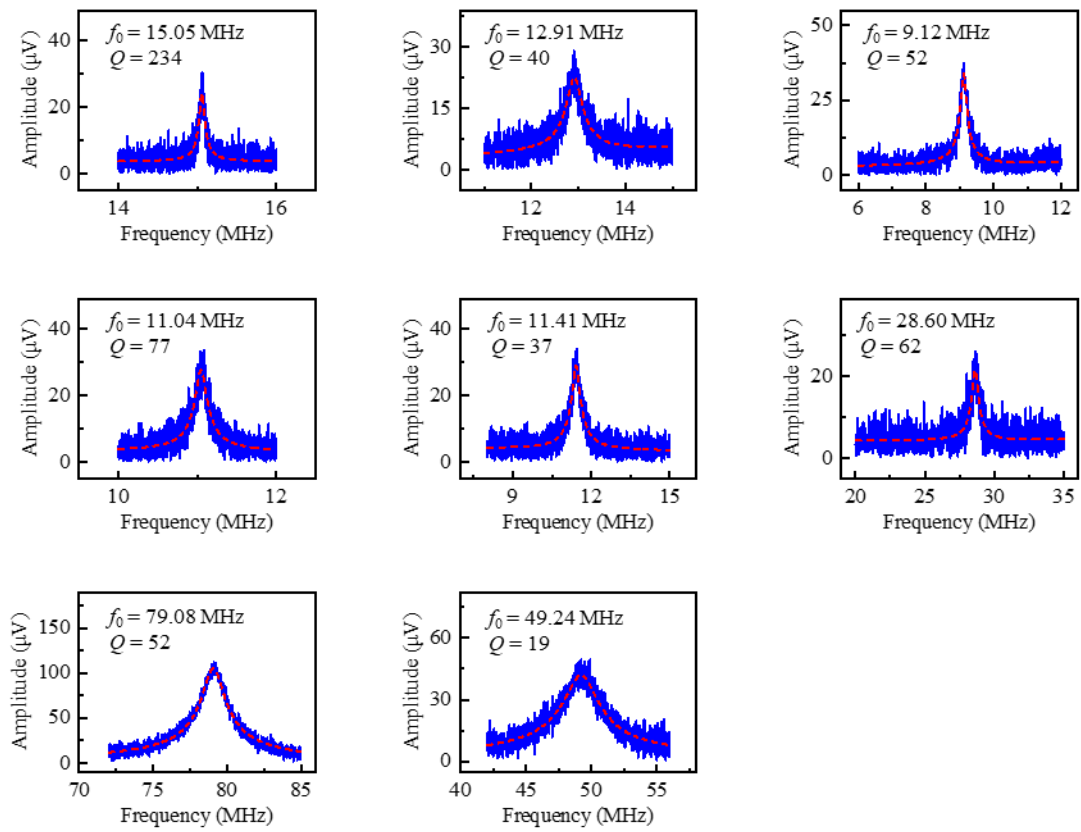 Amplitude (μV)
40
20
0
f₀ = 15.05 MHz
Q = 234
14
16
Frequency (MHz)
Amplitude (μV)
30
15
0
f₀ = 12.91 MHz
Q = 40
12
14
Frequency (MHz)
Amplitude (μV)
50
25
0
f₀ = 9.12 MHz
Q = 52
6
8
10
12
Frequency (MHz)
Amplitude (μV)
40
20
0
f₀ = 11.04 MHz
Q = 77
10
12
Frequency (MHz)
Amplitude (μV)
40
20
0
f₀ = 11.41 MHz
Q = 37
9
12
15
Frequency (MHz)
Amplitude (μV)
20
0
f₀ = 28.60 MHz
Q = 62
20
25
30
35
Frequency (MHz)
Amplitude (μV)
150
100
50
0
f₀ = 79.08 MHz
Q = 52
70
75
80
85
Frequency (MHz)
Amplitude (μV)
60
30
0
f₀ = 49.24 MHz
Q = 19
40
45
50
55
Frequency (MHz)